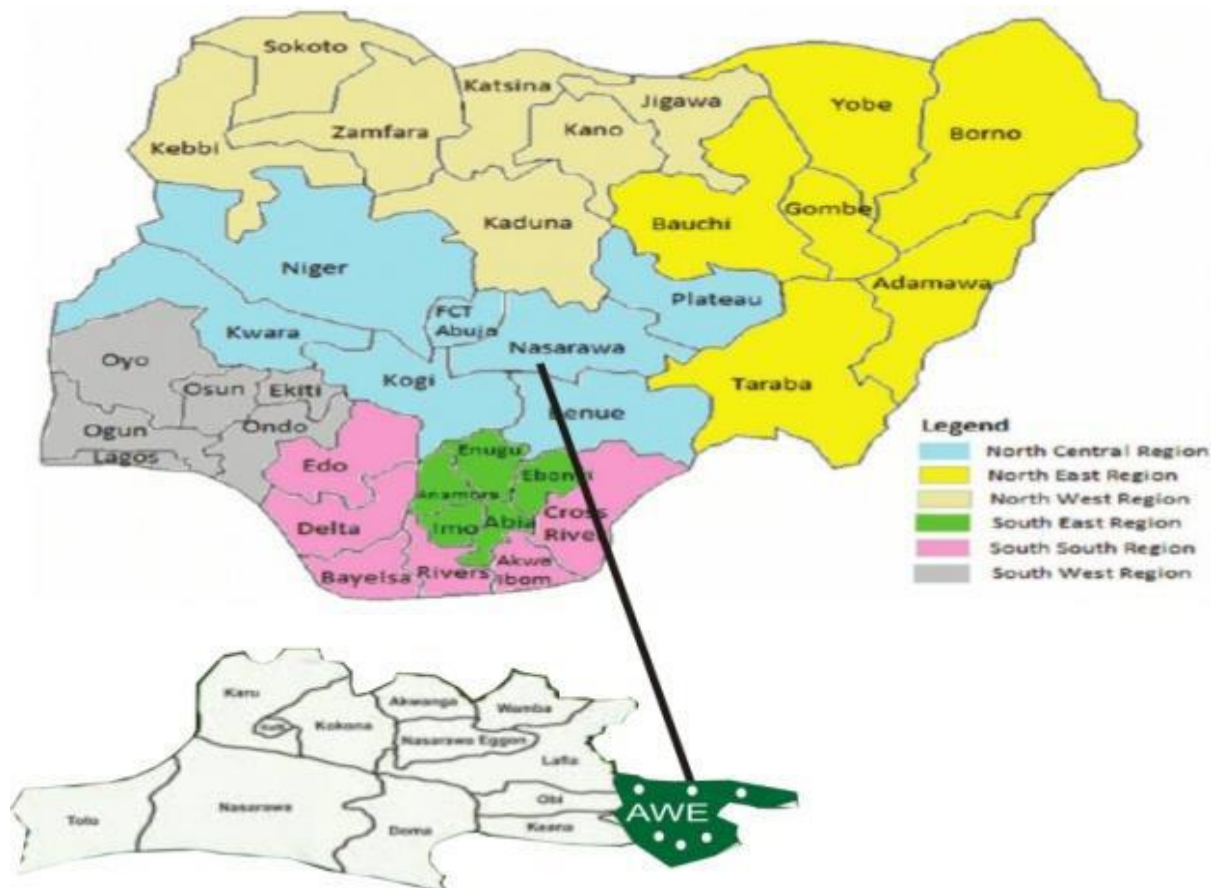 Sokoto
Katsina
Jigawa
Yobe
Borno
Kebbi
Zamfara
Kano
Kaduna
Bauchi
Gombe
Adamawa
Niger
FCT
Abuja
Plateau
Kwara
Nasarawa
Taraba
Oyo
Osun
Ekiti
Kogi
Ogun
Ondo
Lagos
Edo
Enugu
Delta
Imo
Abia
Cross
Bayelsa
Rivers
Akwa
Ibom
Legend
North Central Region
North East Region
North West Region
South East Region
South South Region
South West Region
Karu
Kokona
Akwanga
Wamba
Nasarawa Eggon
Lafia
Toto
Nasarawa
Doma
Obi
Keana
AWE